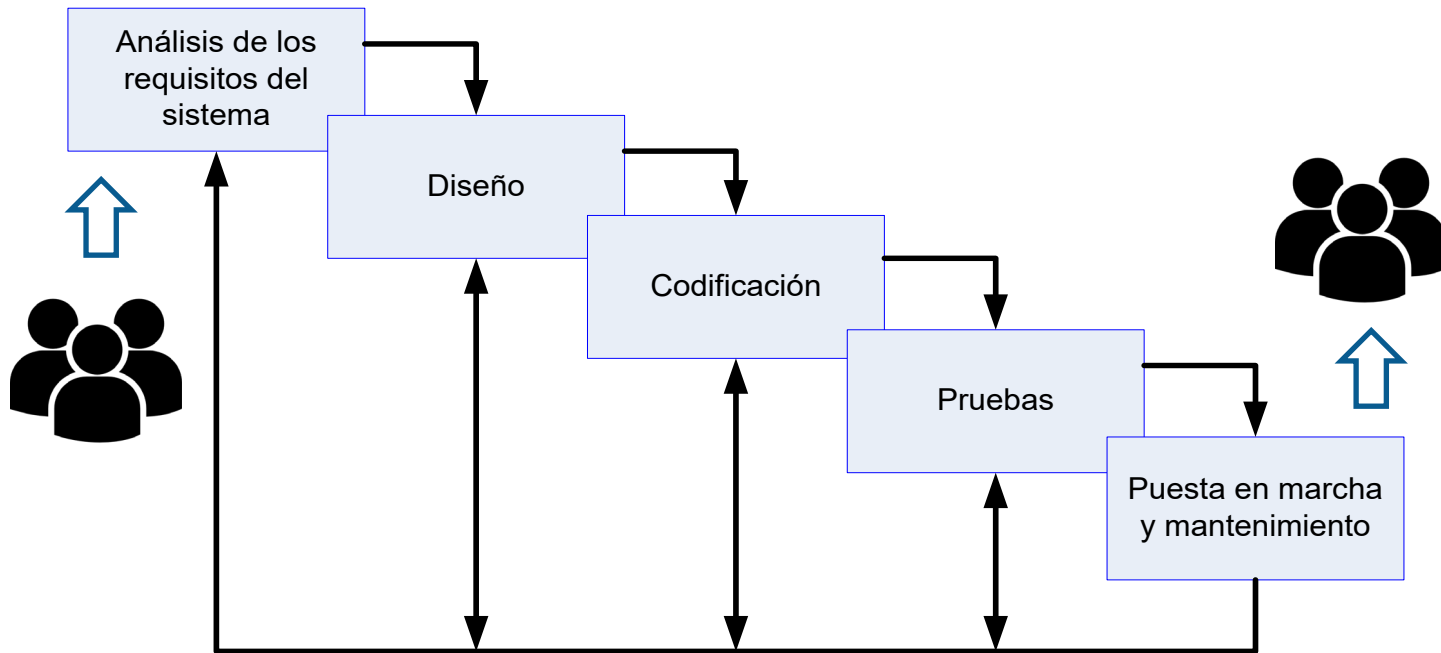 Análisis de los
requisitos del
sistema
Diseño
Codificación
Pruebas
Puesta en marcha
y mantenimiento